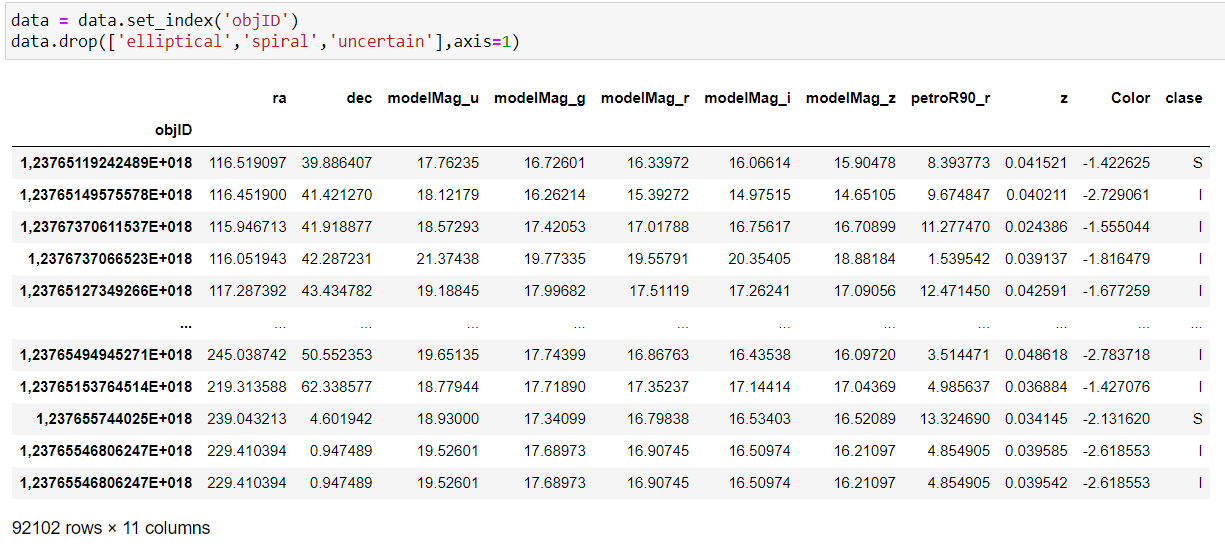 data = data.set_index('objID')
data.drop(['elliptical','spiral','uncertain'],axis=1)
ra dec modelMag_u modelMag_g modelMag_r modelMag_i modelMag_z petroR90_r z Color clase
objID
1,23765119242489E+018 116.519097 39.886407 17.76235 16.72601 16.33972 16.06614 15.90478 8.393773 0.041521 -1.422625 S
1,23765149575578E+018 116.451900 41.421270 18.12179 16.26214 15.39272 14.97515 14.65105 9.674847 0.040211 -2.729061 I
1,23767370611537E+018 115.946713 41.918877 18.57293 17.42053 17.01788 16.75617 16.70899 11.277470 0.024386 -1.555044 I
1,2376737066523E+018 116.051943 42.287231 21.37438 19.77335 19.55791 20.35405 18.88184 1.539542 0.039137 -1.816479 I
1,23765127349266E+018 117.287392 43.434782 19.18845 17.99682 17.51119 17.26241 17.09056 12.471450 0.042591 -1.677259 I
... ... ... ... ... ... ... ... ... ... ... ...
1,23765494945271E+018 245.038742 50.552353 19.65135 17.74399 16.86763 16.43538 16.09720 3.514471 0.048618 -2.783718 I
1,23765153764514E+018 219.313588 62.338577 18.77944 17.71890 17.35237 17.14414 17.04369 4.985637 0.036884 -1.427076 I
1,237655744025E+018 239.043213 4.601942 18.93000 17.34099 16.79838 16.53403 16.52089 13.324690 0.034145 -2.131620 S
1,23765546806247E+018 229.410394 0.947489 19.52601 17.68973 16.90745 16.50974 16.21097 4.854905 0.039585 -2.618553 I
1,23765546806247E+018 229.410394 0.947489 19.52601 17.68973 16.90745 16.50974 16.21097 4.854905 0.039542 -2.618553 I
92102 rows × 11 columns